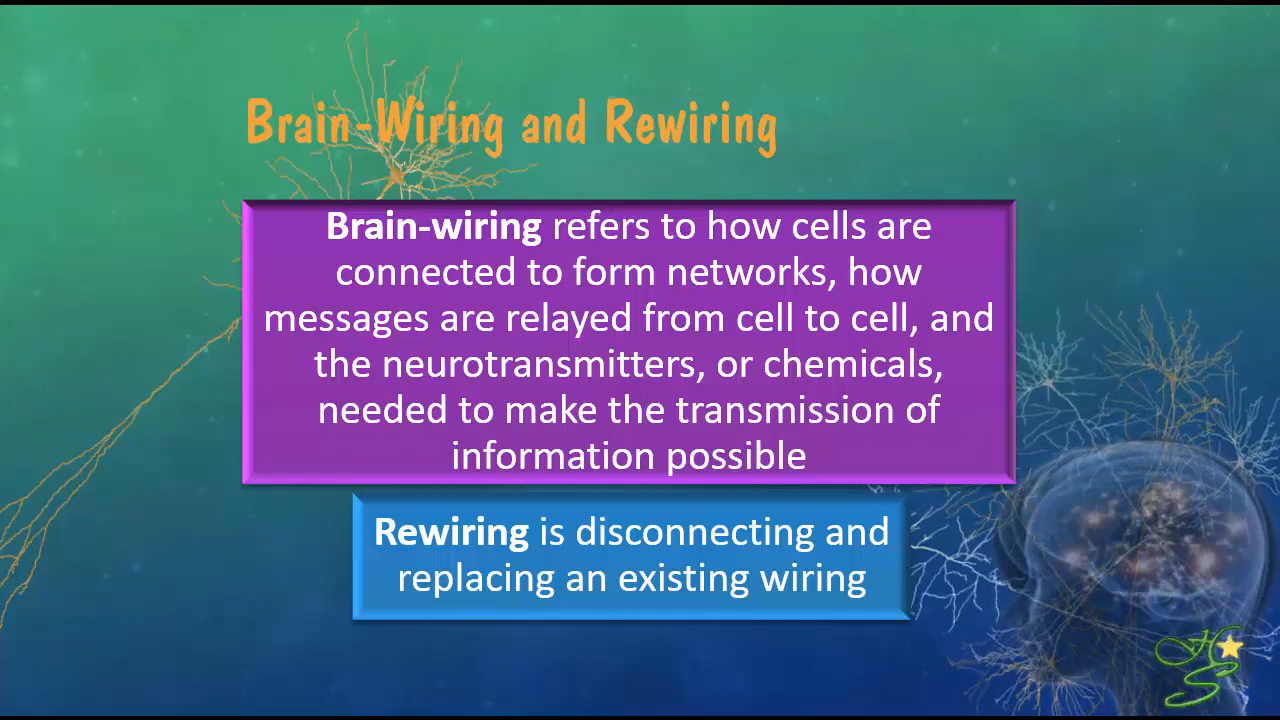 Brain-Wiring and Rewiring
Brain-wiring refers to how cells are
connected to form networks, how
messages are relayed from cell to cell, and
the neurotransmitters, or chemicals,
needed to make the transmission of
information possible
Rewiring is disconnecting and
replacing an existing wiring